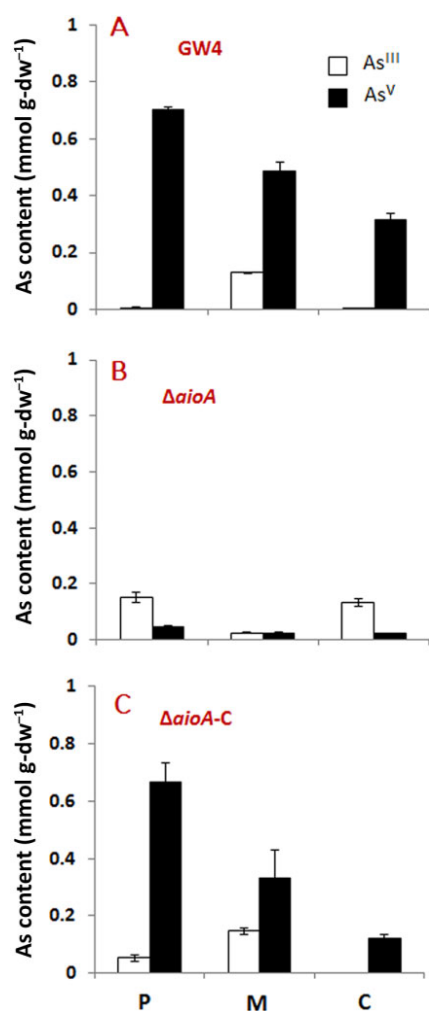 A
GW4
As^III
As^V
As content (mmol g-dw⁻¹)
1
0.8
0.6
0.4
0.2
0
B
ΔaioA
As content (mmol g-dw⁻¹)
1
0.8
0.6
0.4
0.2
0
C
ΔaioA-C
As content (mmol g-dw⁻¹)
1
0.8
0.6
0.4
0.2
0
P M C